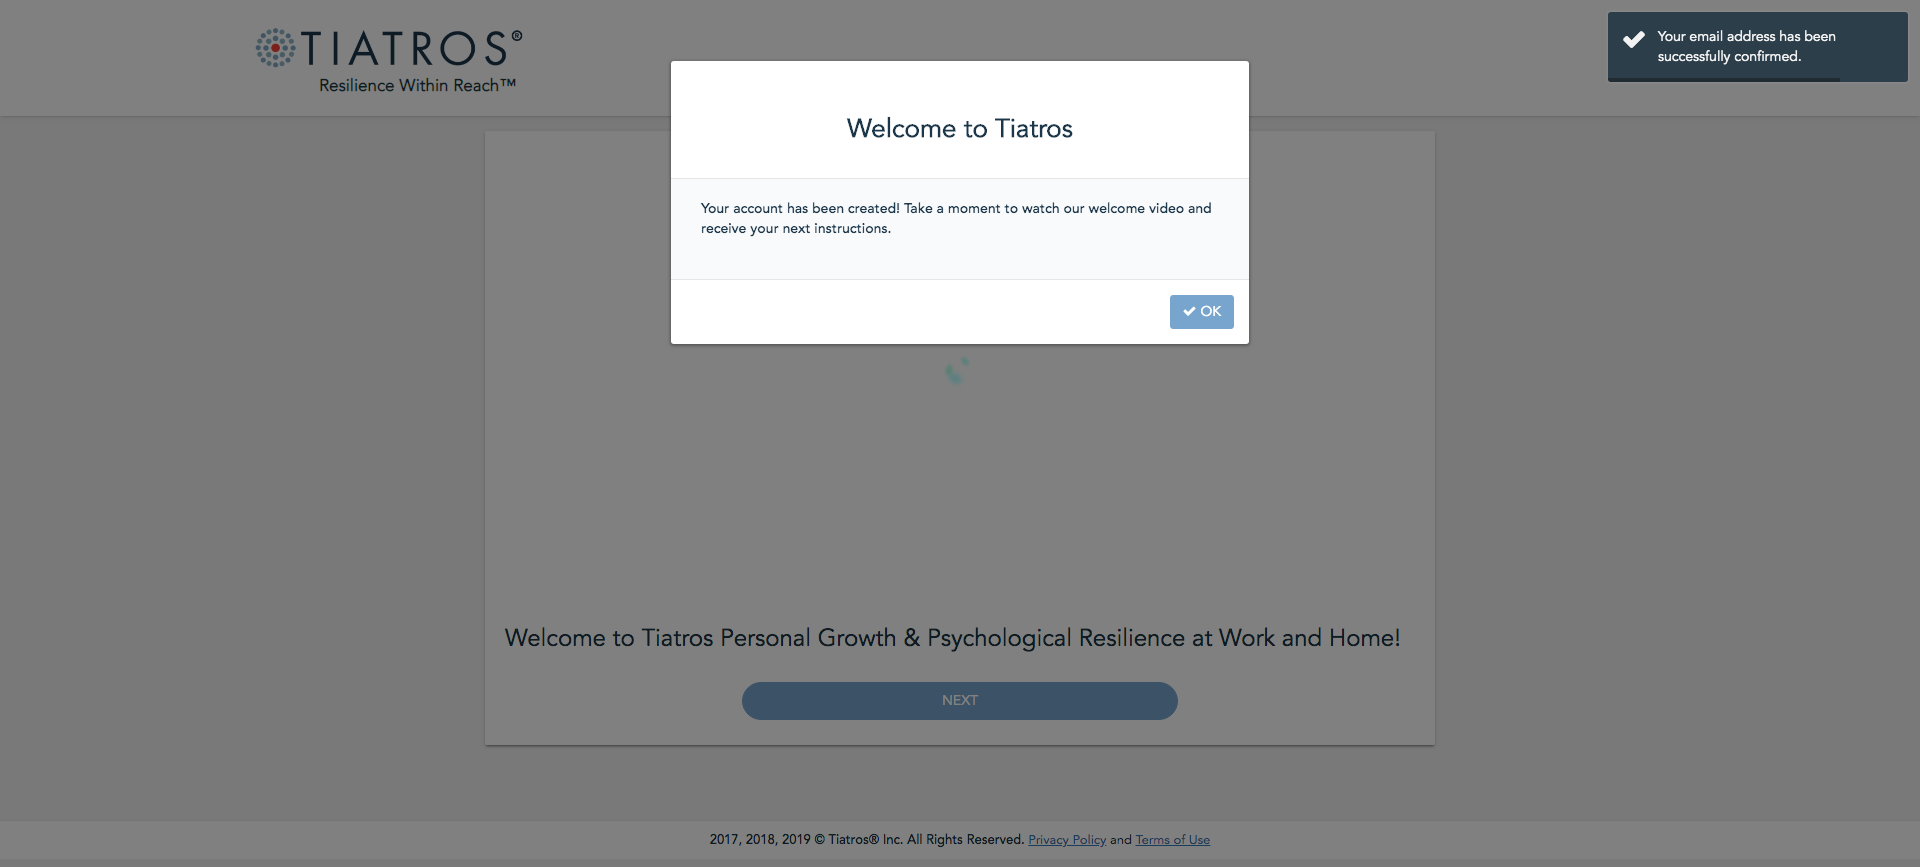 TIATROS®
Resilience Within Reach™
Your email address has been
successfully confirmed.
Welcome to Tiatros
Your account has been created! Take a moment to watch our welcome video and
receive your next instructions.
OK
Welcome to Tiatros Personal Growth & Psychological Resilience at Work and Home!
NEXT
2017, 2018, 2019 © Tiatros® Inc. All Rights Reserved. Privacy Policy and Terms of Use